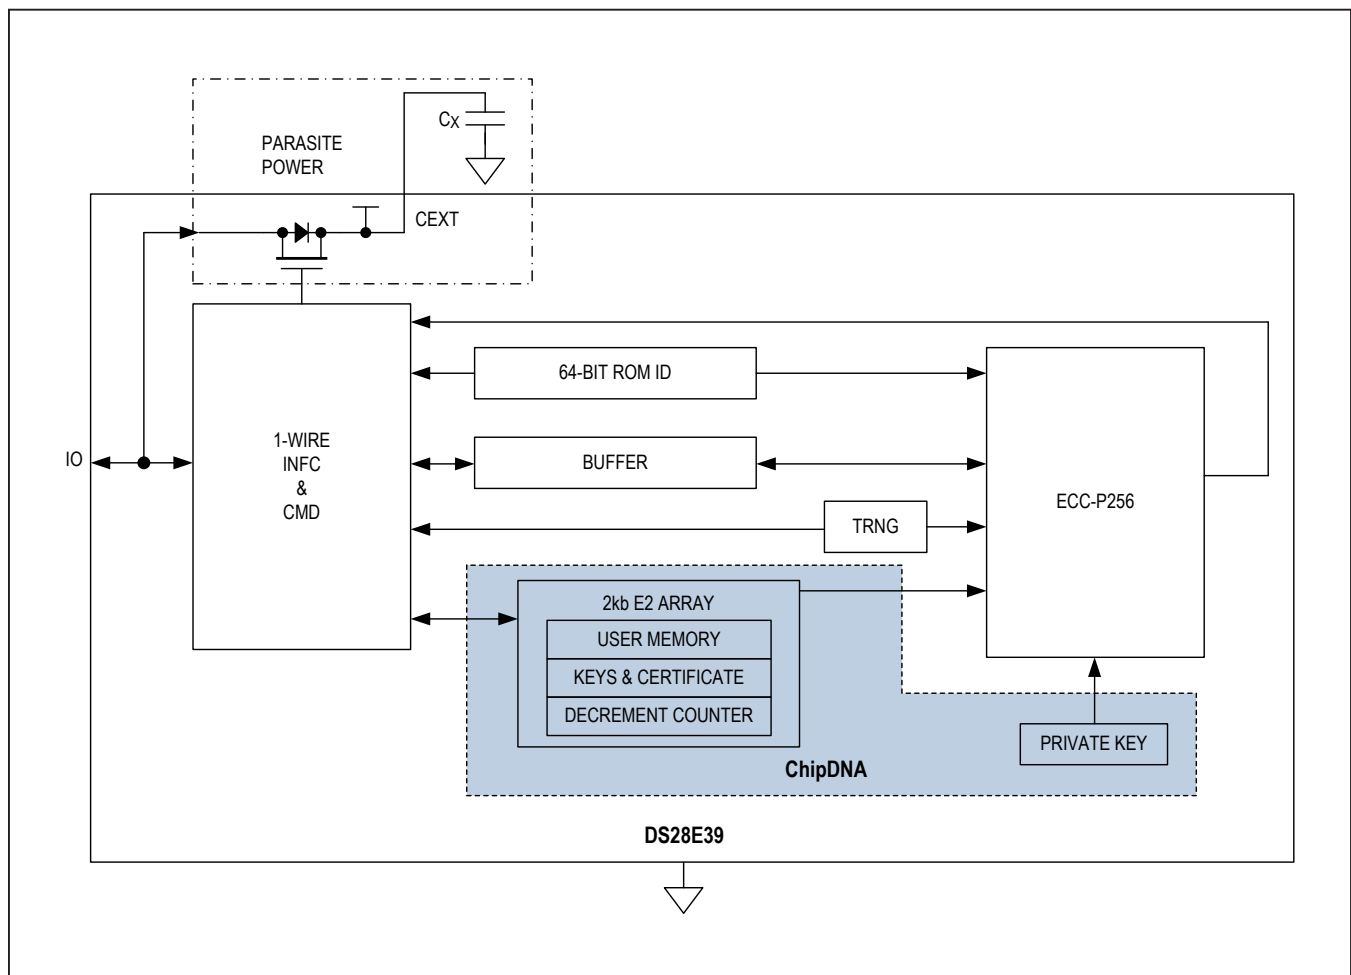 PARASITE
POWER
CX
CEXT
64-BIT ROM ID
1-WIRE
INFC
&
CMD
IO
BUFFER
ECC-P256
TRNG
2kb E2 ARRAY
USER MEMORY
KEYS & CERTIFICATE
DECREMENT COUNTER
PRIVATE KEY
ChipDNA
DS28E39